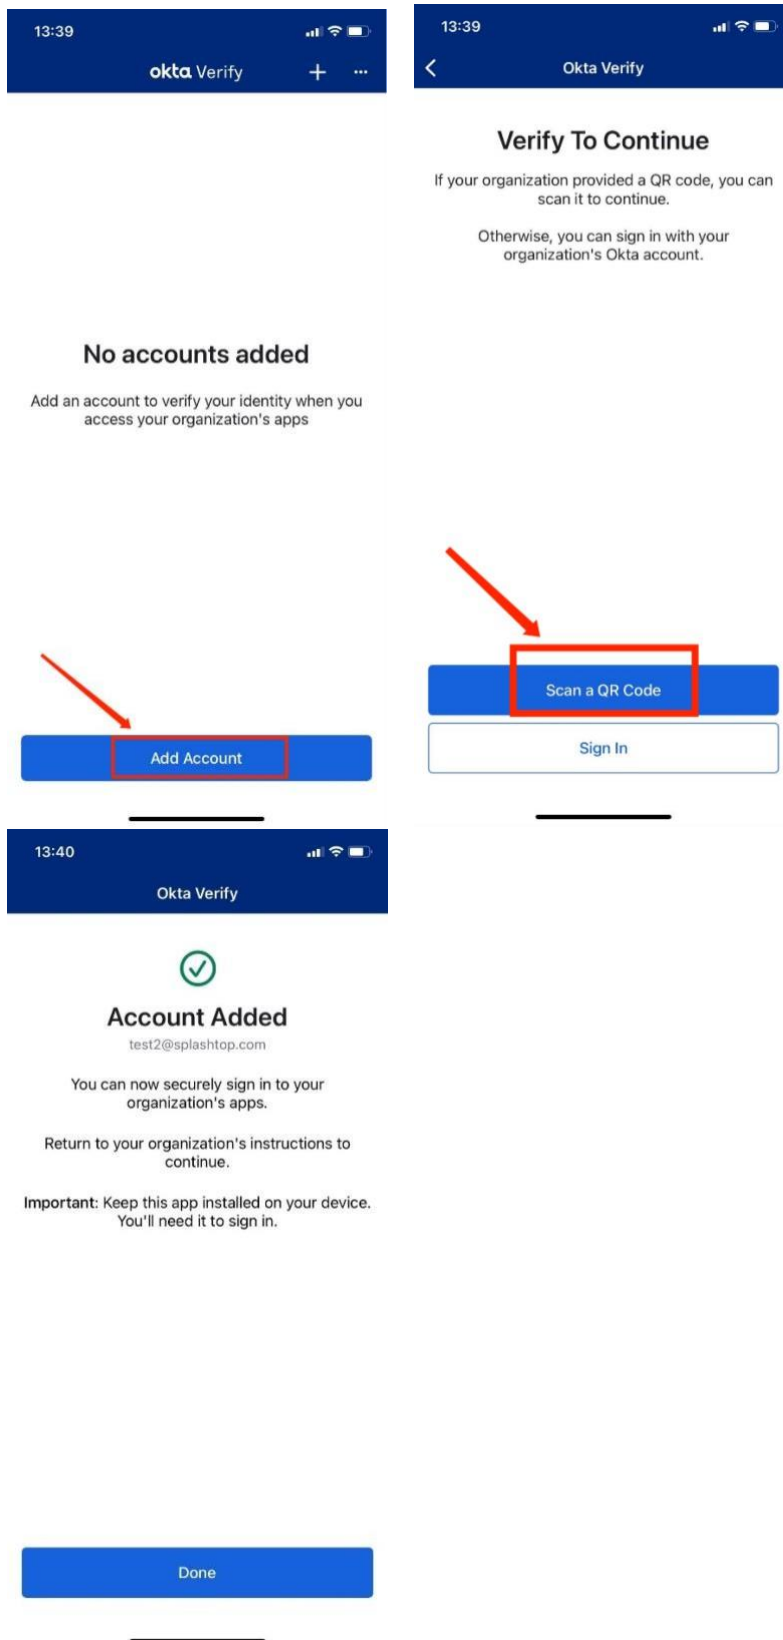 13:39
okta Verify
No accounts added
Add an account to verify your identity when you
access your organization's apps
Add Account
13:39
Okta Verify
Verify To Continue
If your organization provided a QR code, you can
scan it to continue.
Otherwise, you can sign in with your
organization's Okta account.
Scan a QR Code
Sign In
13:40
Okta Verify
Account Added
test2@splashtop.com
You can now securely sign in to your
organization's apps.
Return to your organization's instructions to
continue.
Important: Keep this app installed on your device.
You'll need it to sign in.
Done